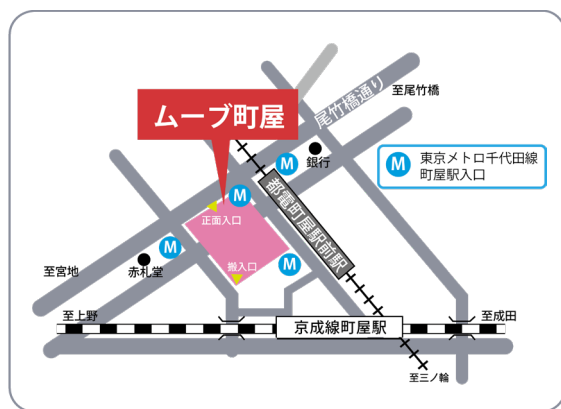 尾竹橋通り
至尾竹橋
ムーブ町屋
M
銀行
M
東京メトロ千代田線
町屋駅入口
M
都電町屋駅前駅
正面入口
M
搬入口
M
至宮地
赤札堂
至上野
京成線町屋駅
至成田
至三ノ輪